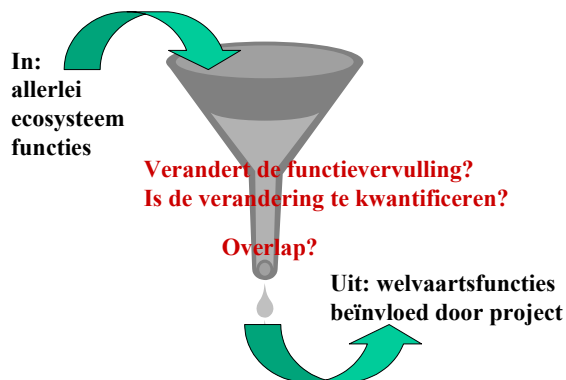 In:
allerlei
ecosysteem
functies
Verandert de functievervulling?
Is de verandering te kwantificeren?
Overlap?
Uit: welvaartsfuncties
beïnvloed door project